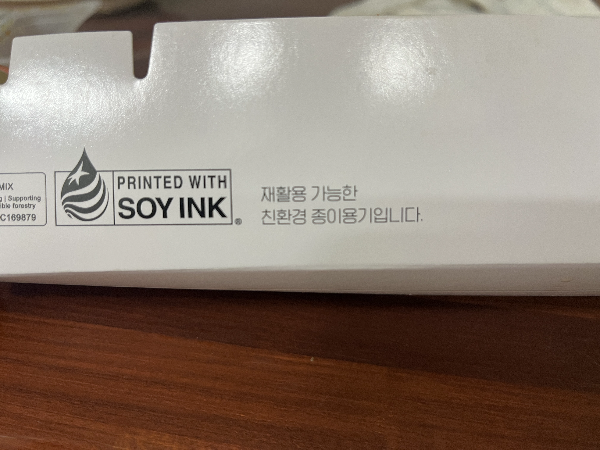 MIX
g | Supporting
ible forestry
C169879
PRINTED WITH
SOY INK®
재활용 가능한
친환경 종이용기입니다.